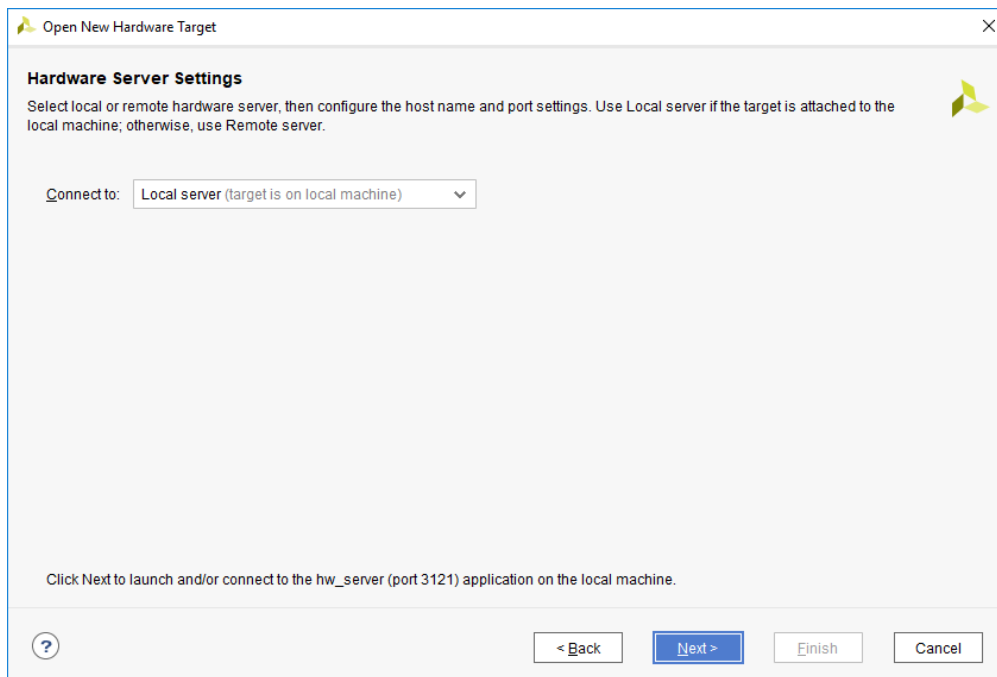 Open New Hardware Target
Hardware Server Settings
Select local or remote hardware server, then configure the host name and port settings. Use Local server if the target is attached to the
local machine; otherwise, use Remote server.
Connect to: Local server (target is on local machine)
Click Next to launch and/or connect to the hw_server (port 3121) application on the local machine.
? < Back Next > Finish Cancel